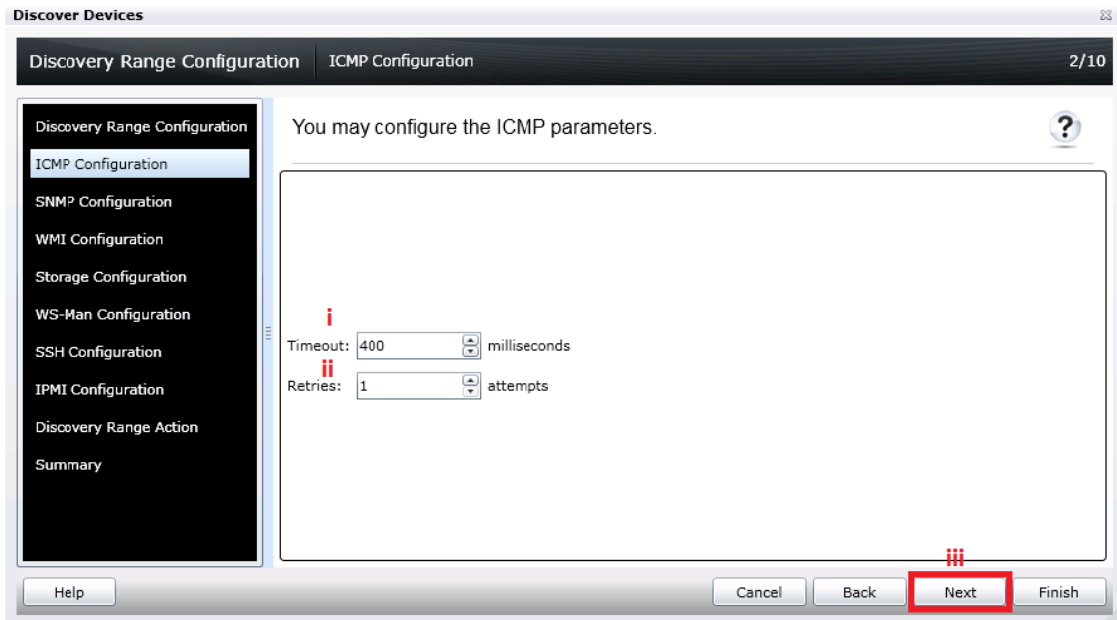 Discover Devices
Discovery Range Configuration ICMP Configuration 2/10
Discovery Range Configuration
ICMP Configuration
SNMP Configuration
WMI Configuration
Storage Configuration
WS-Man Configuration
SSH Configuration
IPMI Configuration
Discovery Range Action
Summary
You may configure the ICMP parameters. ?
i
Timeout: 400 milliseconds
ii
Retries: 1 attempts
iii
Help Cancel Back Next Finish